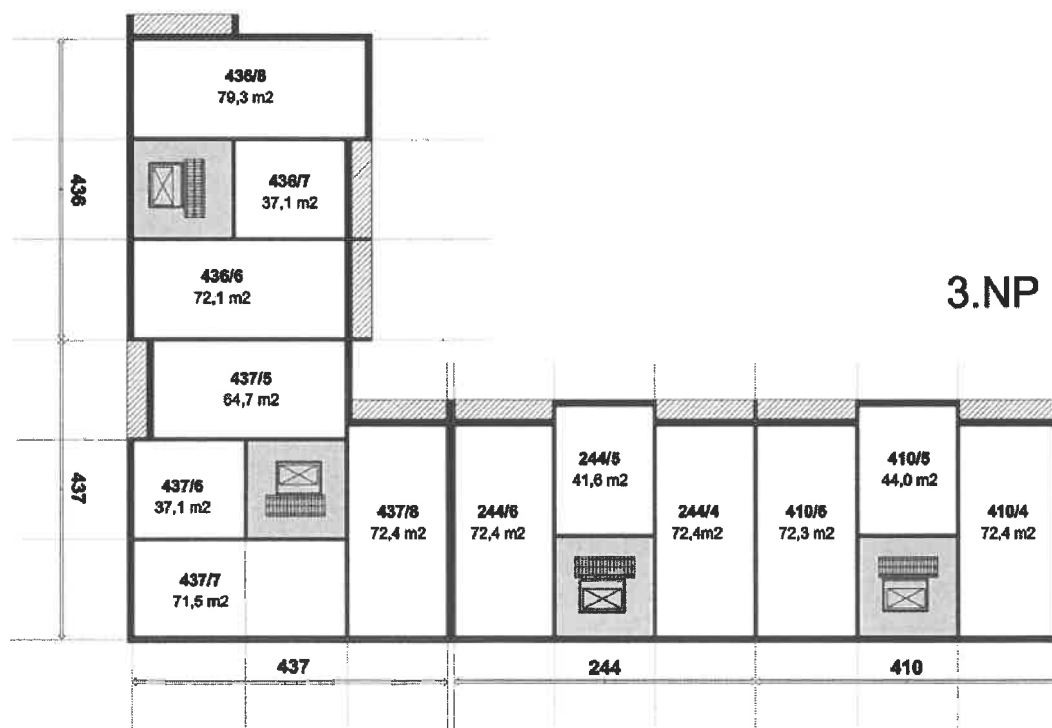 436/8
79,3 m2
436/7
37,1 m2
436
436/6
72,1 m2
3.NP
437/5
64,7 m2
437
437/6
37,1 m2
437/8
72,4 m2
244/6
72,4 m2
244/5
41,6 m2
244/4
72,4m2
410/6
72,3 m2
410/5
44,0 m2
410/4
72,4 m2
437/7
71,5 m2
437
244
410